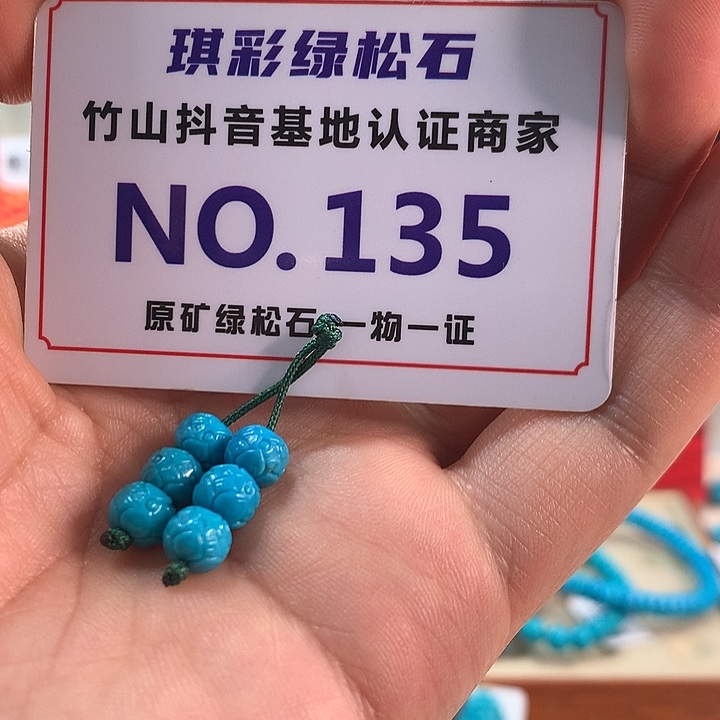 琪彩绿松石
竹山抖音基地认证商家
NO.135
原矿绿松石 一物一证